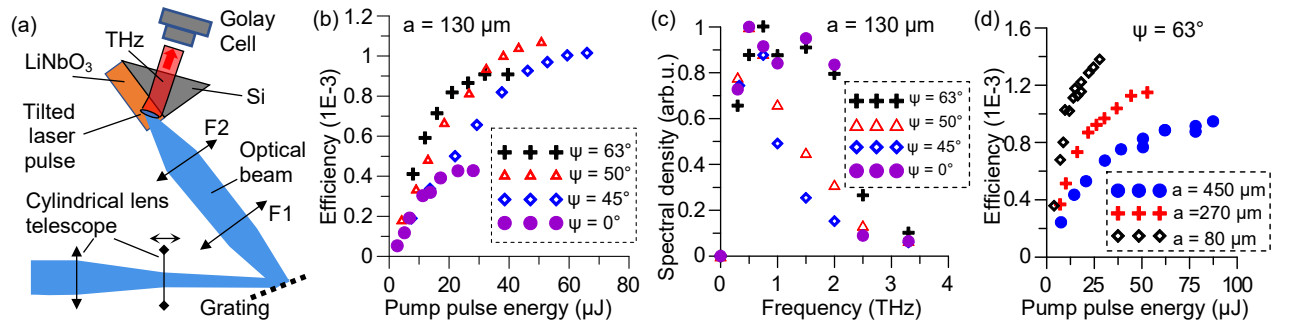 (a)
Golay
Cell
THz
LiNbO3
Si
Tilted
laser
pulse
F2
Optical
beam
F1
Cylindrical lens
telescope
Grating
(b)
a = 130 µm
Efficiency (1E-3)
1.2
1
0.8
0.6
0.4
0.2
0
ψ = 63°
ψ = 50°
ψ = 45°
ψ = 0°
0 20 40 60 80
Pump pulse energy (µJ)
(c)
a = 130 µm
Spectral density (arb.u.)
1
0.8
0.6
0.4
0.2
0
ψ = 63°
ψ = 50°
ψ = 45°
ψ = 0°
0 1 2 3 4
Frequency (THz)
(d)
ψ = 63°
Efficiency (1E-3)
1.6
1.2
0.8
0.4
0
a = 450 µm
a =270 µm
a = 80 µm
0 25 50 75 100
Pump pulse energy (µJ)